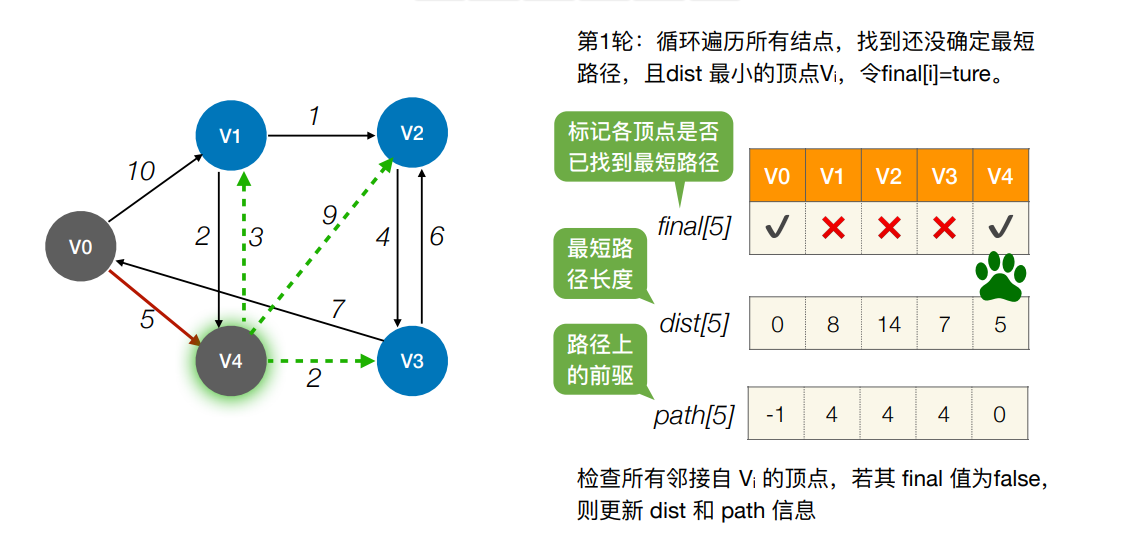 第1轮：循环遍历所有结点，找到还没确定最短
路径，且dist 最小的顶点Vᵢ，令final[i]=ture。
标记各顶点是否
已找到最短路径
V0 V1 V2 V3 V4
final[5]
最短路
径长度
dist[5] 0 8 14 7 5
路径上
的前驱
path[5] -1 4 4 4 0
检查所有邻接自 Vᵢ 的顶点，若其 final 值为false，
则更新 dist 和 path 信息
V1 1 V2
10
2 3 9 4 6
V0
5 7
V4 2 V3